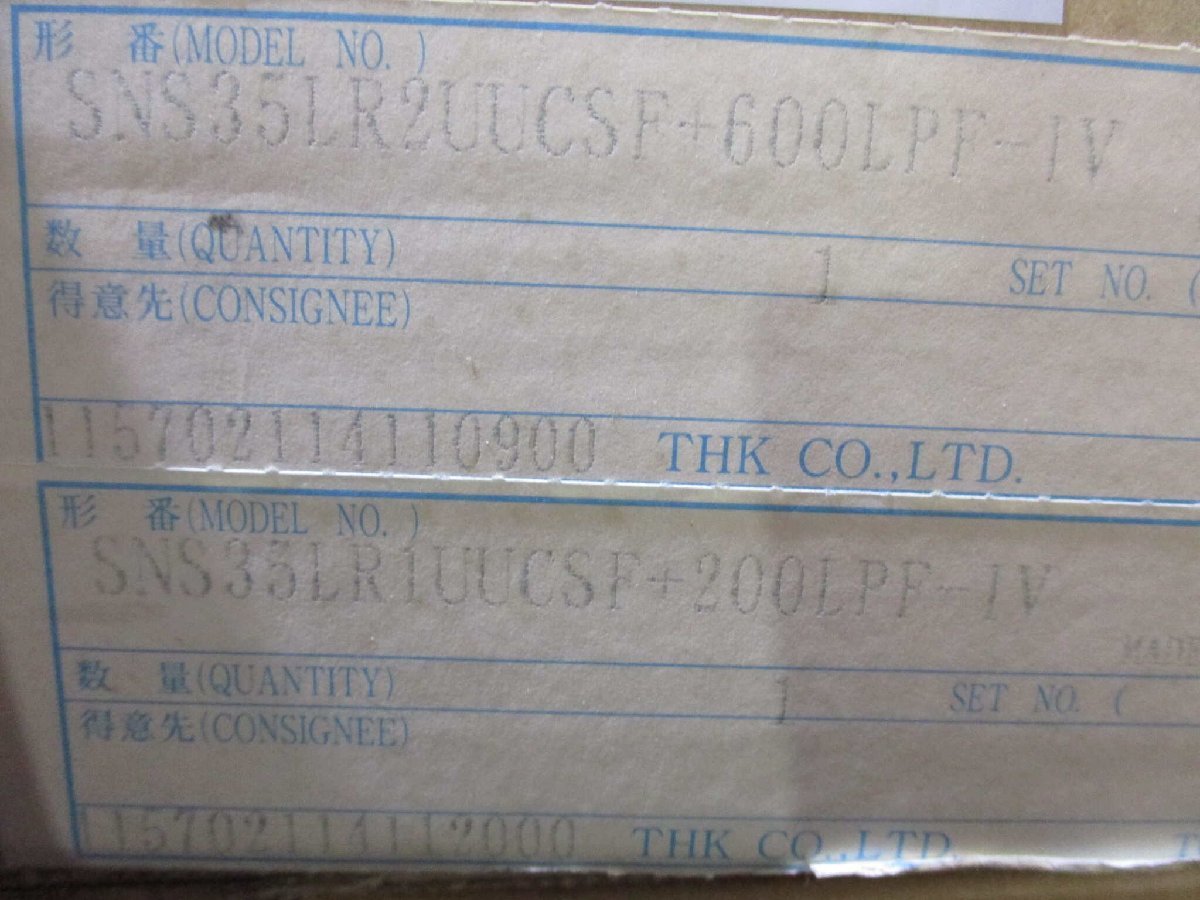 形 番(MODEL NO. )
SNS35LR2UUCSF+600LPF-IV
数 量(QUANTITY) 1 SET NO. (
得意先(CONSIGNEE)
115702114110900 THK CO.,LTD.
形 番(MODEL NO. )
SNS35LR1UUCSF+200LPF-IV
MADE
数 量(QUANTITY) 1 SET NO. (
得意先(CONSIGNEE)
115702114112000 THK CO.,LTD.